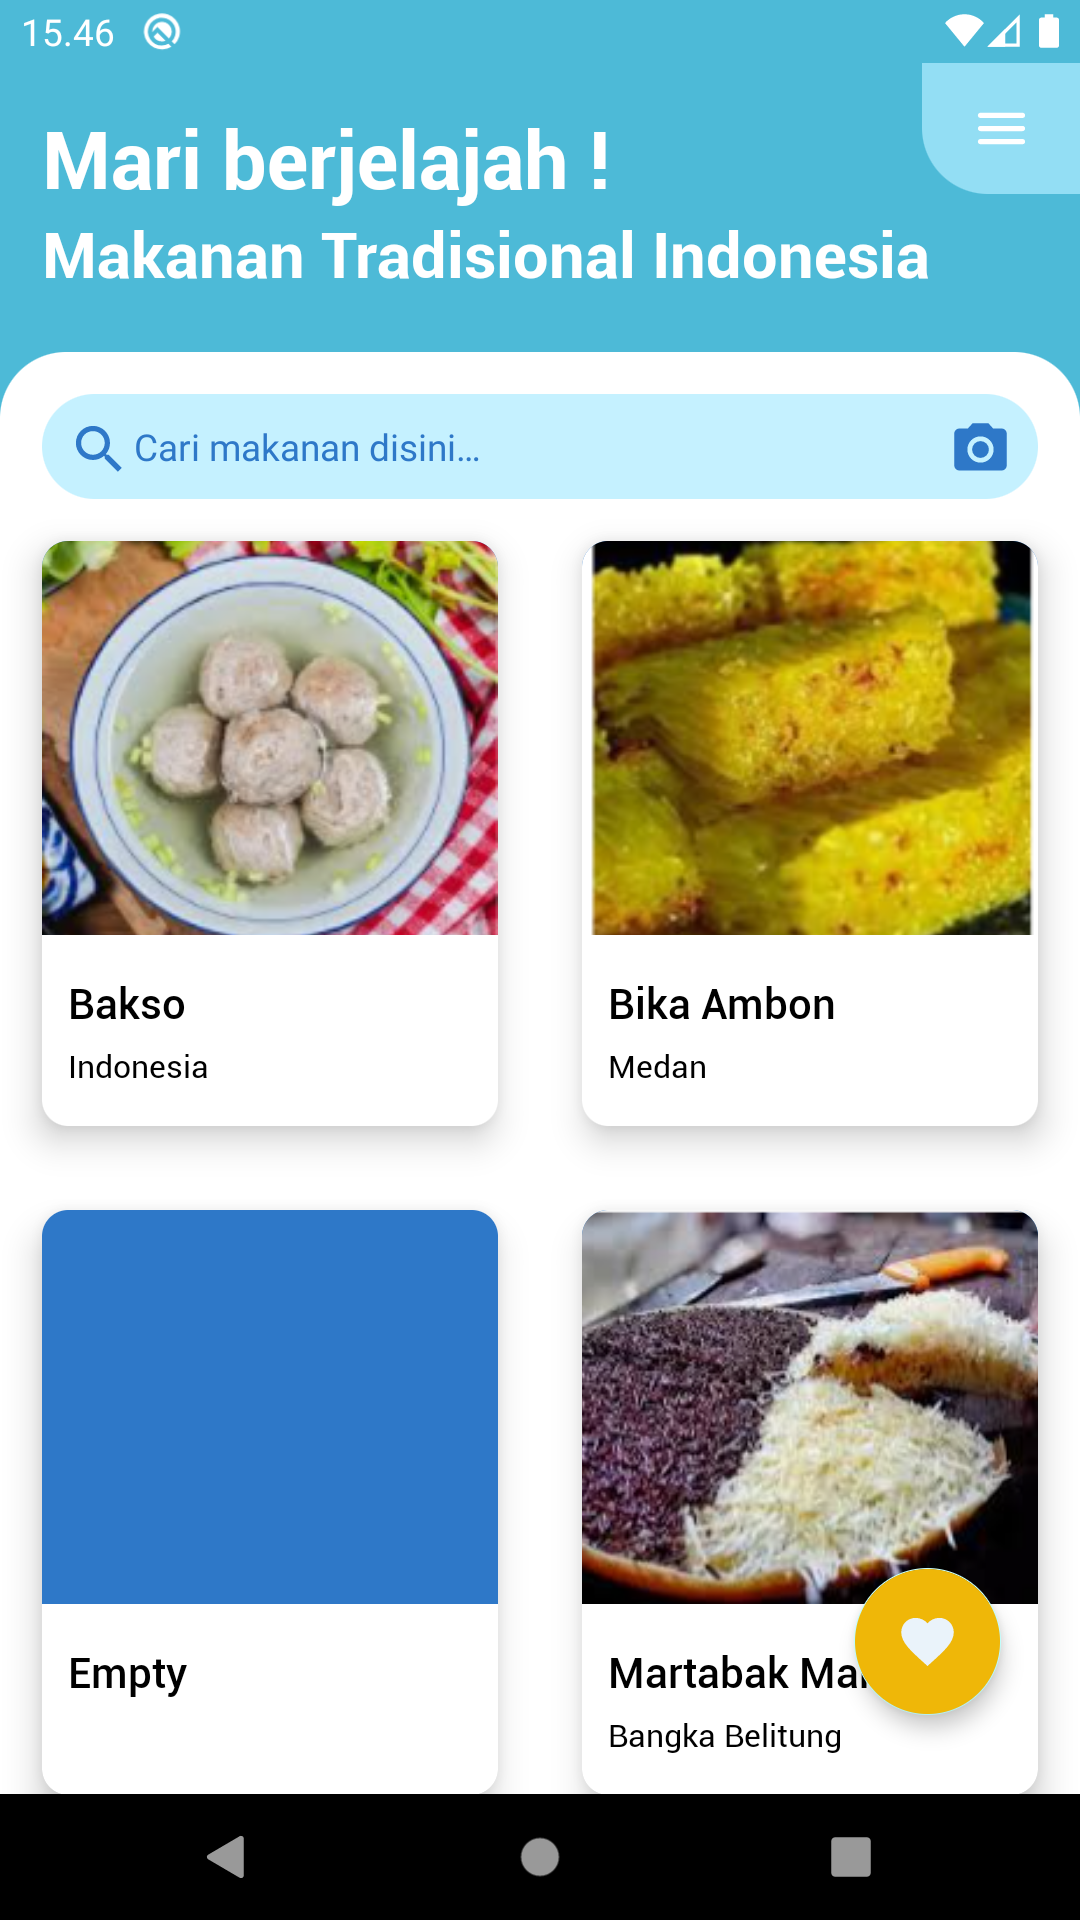 15.46
Mari berjelajah !
Makanan Tradisional Indonesia
Cari makanan disini...
Bakso
Indonesia
Bika Ambon
Medan
Empty
Martabak Ma
Bangka Belitung